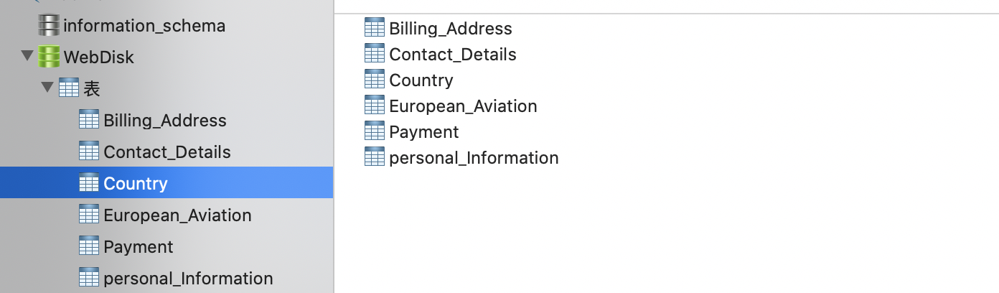 information_schema
WebDisk
表
Billing_Address
Contact_Details
Country
European_Aviation
Payment
personal_Information
Billing_Address
Contact_Details
Country
European_Aviation
Payment
personal_Information